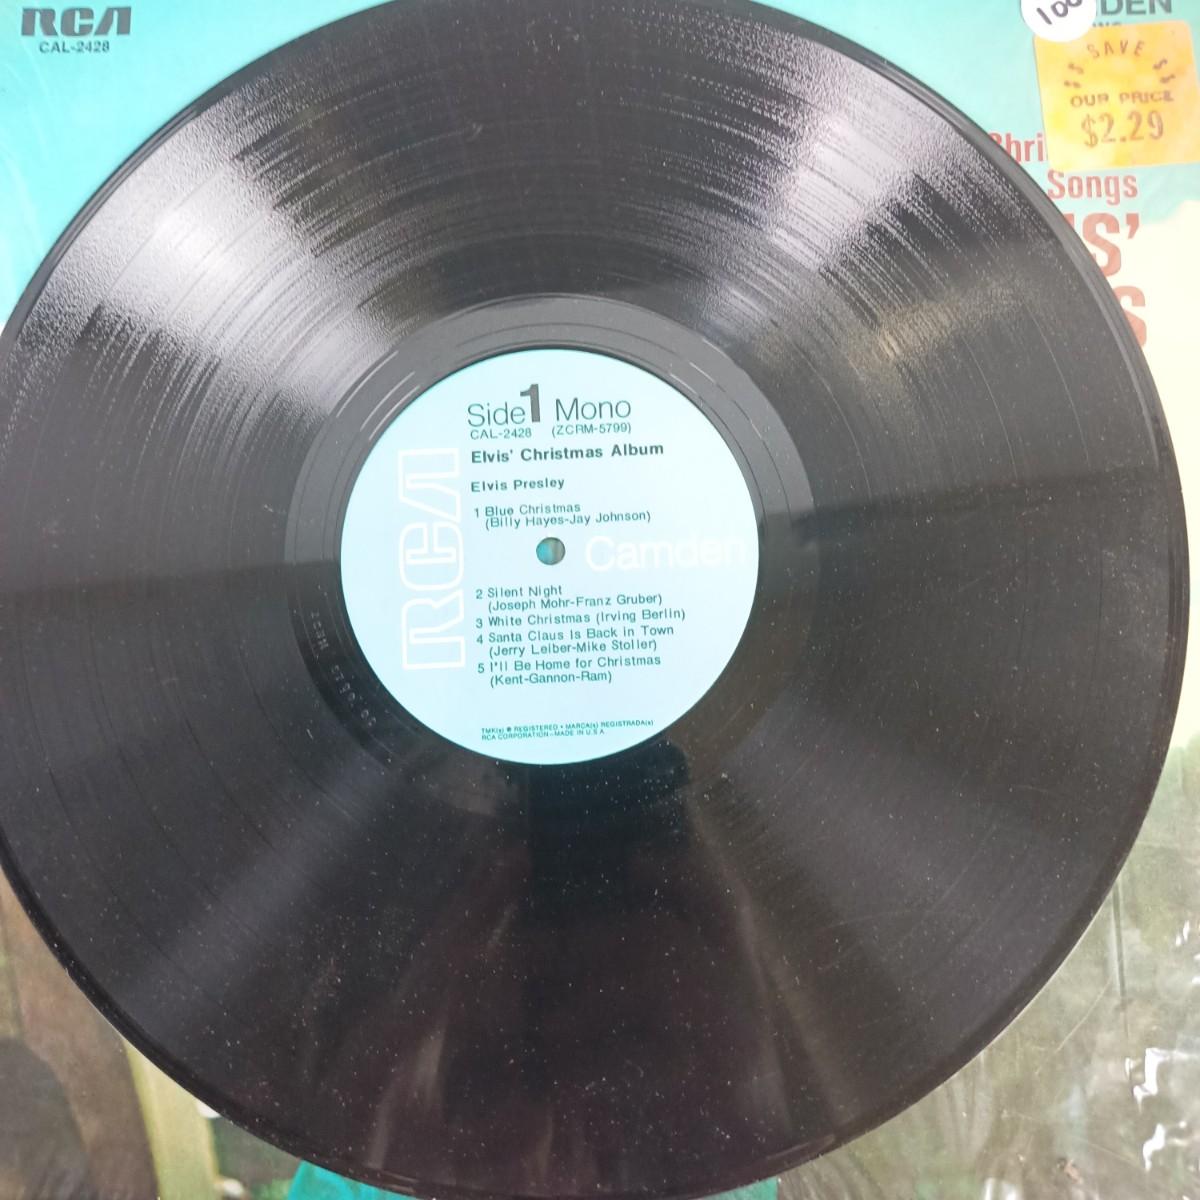 RCA
CAL-2428
DEN
100
$$ SAVE $$
OUR PRICE
$2.29
Chri
Songs
S'
S
Side 1 Mono
CAL-2428 (ZCRM-5799)
Elvis' Christmas Album
Elvis Presley
1 Blue Christmas
(Billy Hayes-Jay Johnson)
RCA
Camden
2 Silent Night
(Joseph Mohr-Franz Gruber)
3 White Christmas (Irving Berlin)
4 Santa Claus Is Back in Town
(Jerry Leiber-Mike Stoller)
5 I'll Be Home for Christmas
(Kent-Gannon-Ram)
TMK(s) ® REGISTERED • MARCA(s) REGISTRADA(s)
RCA CORPORATION—MADE IN U.S.A.